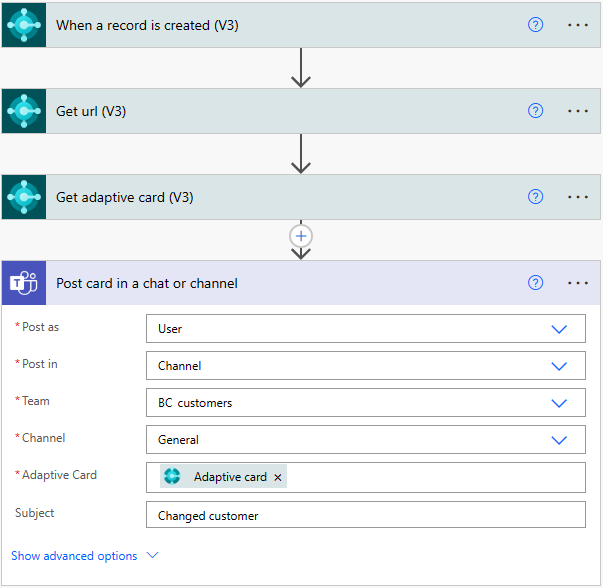 When a record is created (V3)
Get url (V3)
Get adaptive card (V3)
Post card in a chat or channel
* Post as User
* Post in Channel
* Team BC customers
* Channel General
* Adaptive Card Adaptive card ×
Subject Changed customer
Show advanced options